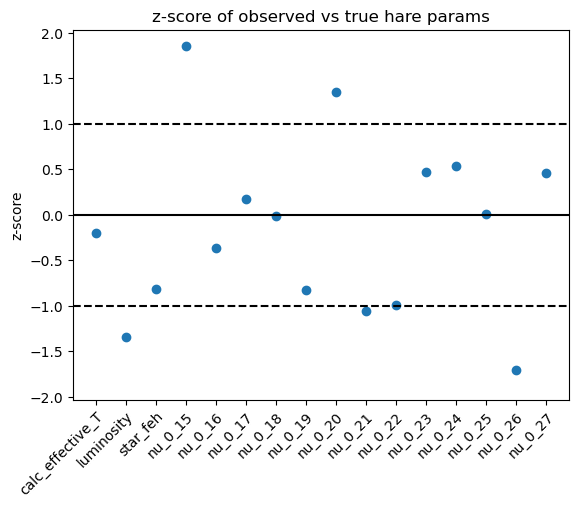 z-score of observed vs true hare params
z-score
2.0
1.5
1.0
0.5
0.0
−0.5
−1.0
−1.5
−2.0
calc_effective_T
luminosity
star_feh
nu_0_15
nu_0_16
nu_0_17
nu_0_18
nu_0_19
nu_0_20
nu_0_21
nu_0_22
nu_0_23
nu_0_24
nu_0_25
nu_0_26
nu_0_27